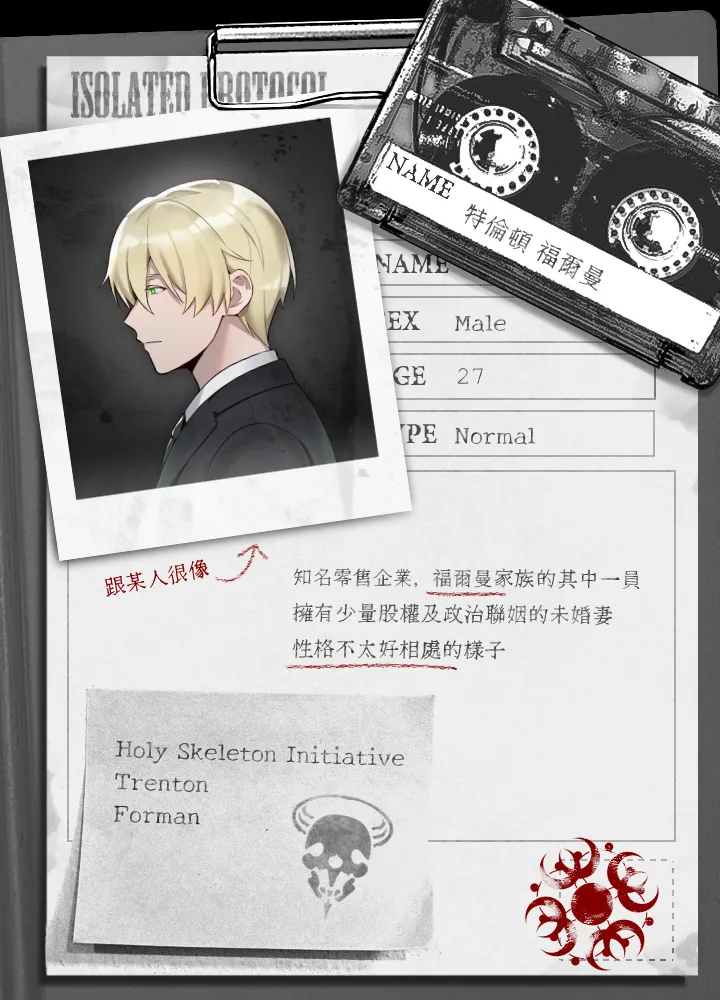 ISOLATED PROTOCOL
NAME
特倫頓 福爾曼
NAME
EX Male
GE 27
YPE Normal
跟某人很像
知名零售企業, 福爾曼家族的其中一員
擁有少量股權及政治聯姻的未婚妻
性格不太好相處的樣子
Holy Skeleton Initiative
Trenton
Forman